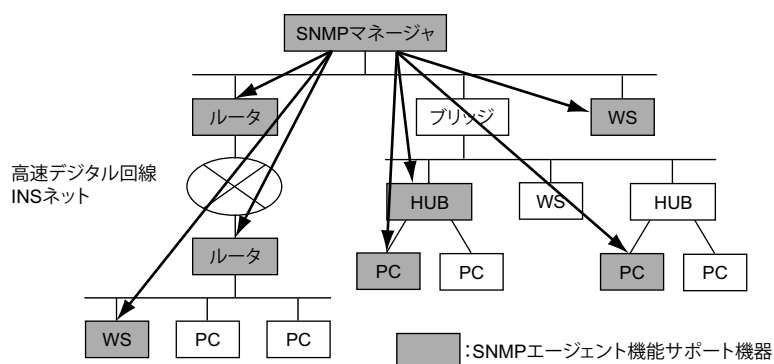 SNMPマネージャ
ルータ
ブリッジ
WS
高速デジタル回線
INSネット
HUB
WS
HUB
ルータ
PC
PC
PC
PC
WS
PC
PC
:SNMPエージェント機能サポート機器